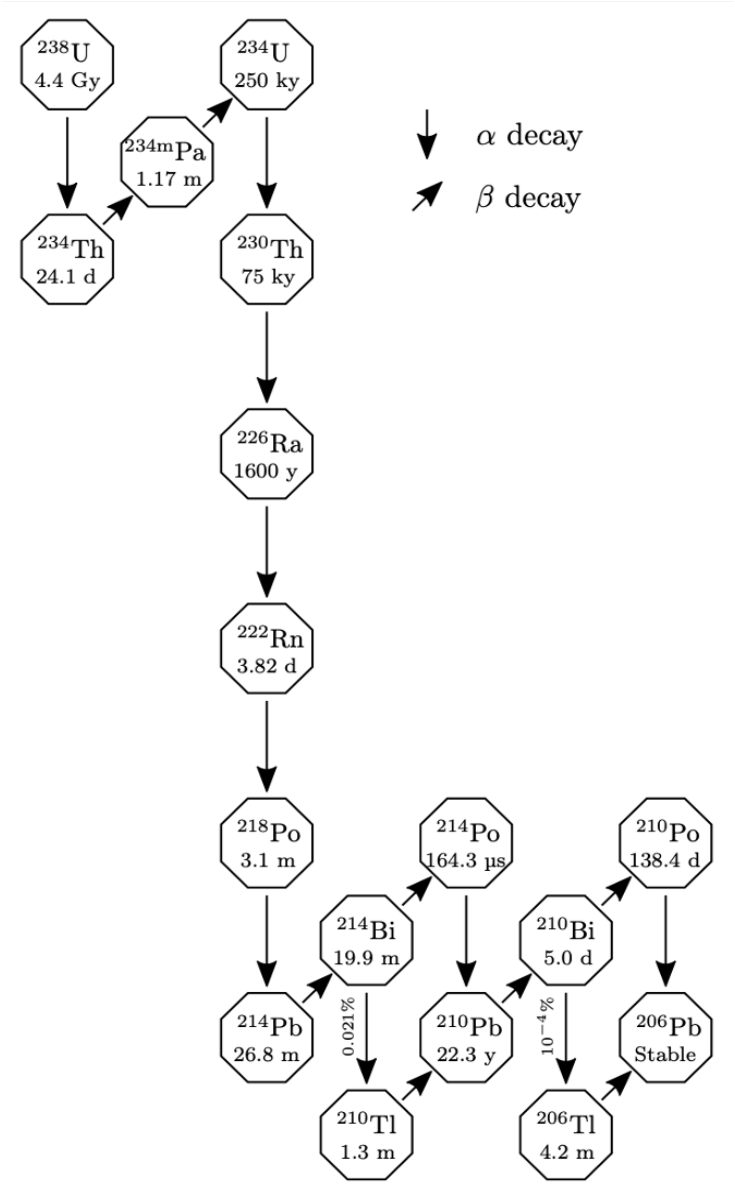 ²³⁸U
4.4 Gy
²³⁴U
250 ky
α decay
²³⁴ᵐPa
1.17 m
β decay
²³⁴Th
24.1 d
²³⁰Th
75 ky
²²⁶Ra
1600 y
²²²Rn
3.82 d
²¹⁸Po
3.1 m
²¹⁴Po
164.3 µs
²¹⁰Po
138.4 d
²¹⁴Bi
19.9 m
²¹⁰Bi
5.0 d
²¹⁴Pb
26.8 m
0.021%
²¹⁰Pb
22.3 y
10⁻⁴%
²⁰⁶Pb
Stable
²¹⁰Tl
1.3 m
²⁰⁶Tl
4.2 m